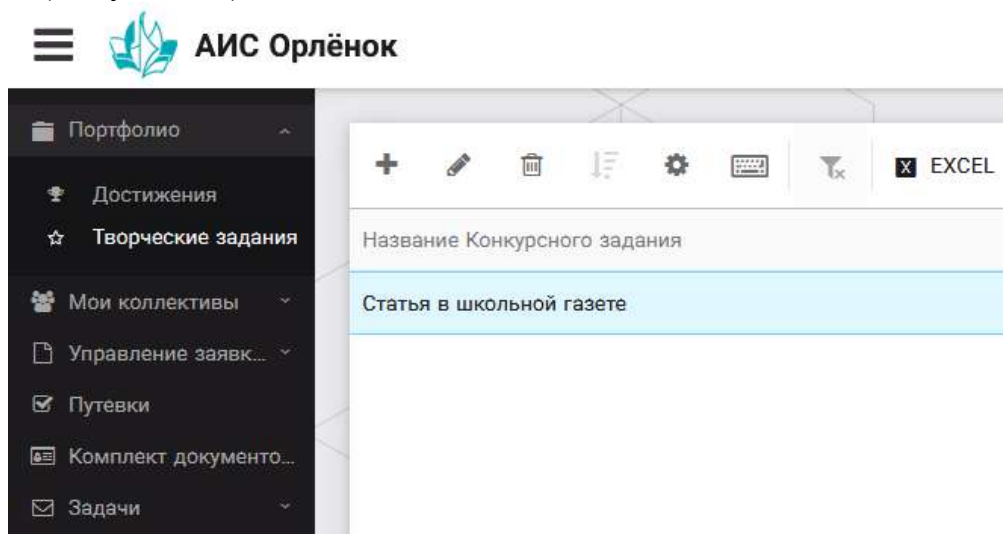 АИС Орлёнок
Портфолио
Достижения
Творческие задания
Мои коллективы
Управление заявк...
Путевки
Комплект документо...
Задачи
EXCEL
Название Конкурсного задания
Статья в школьной газете